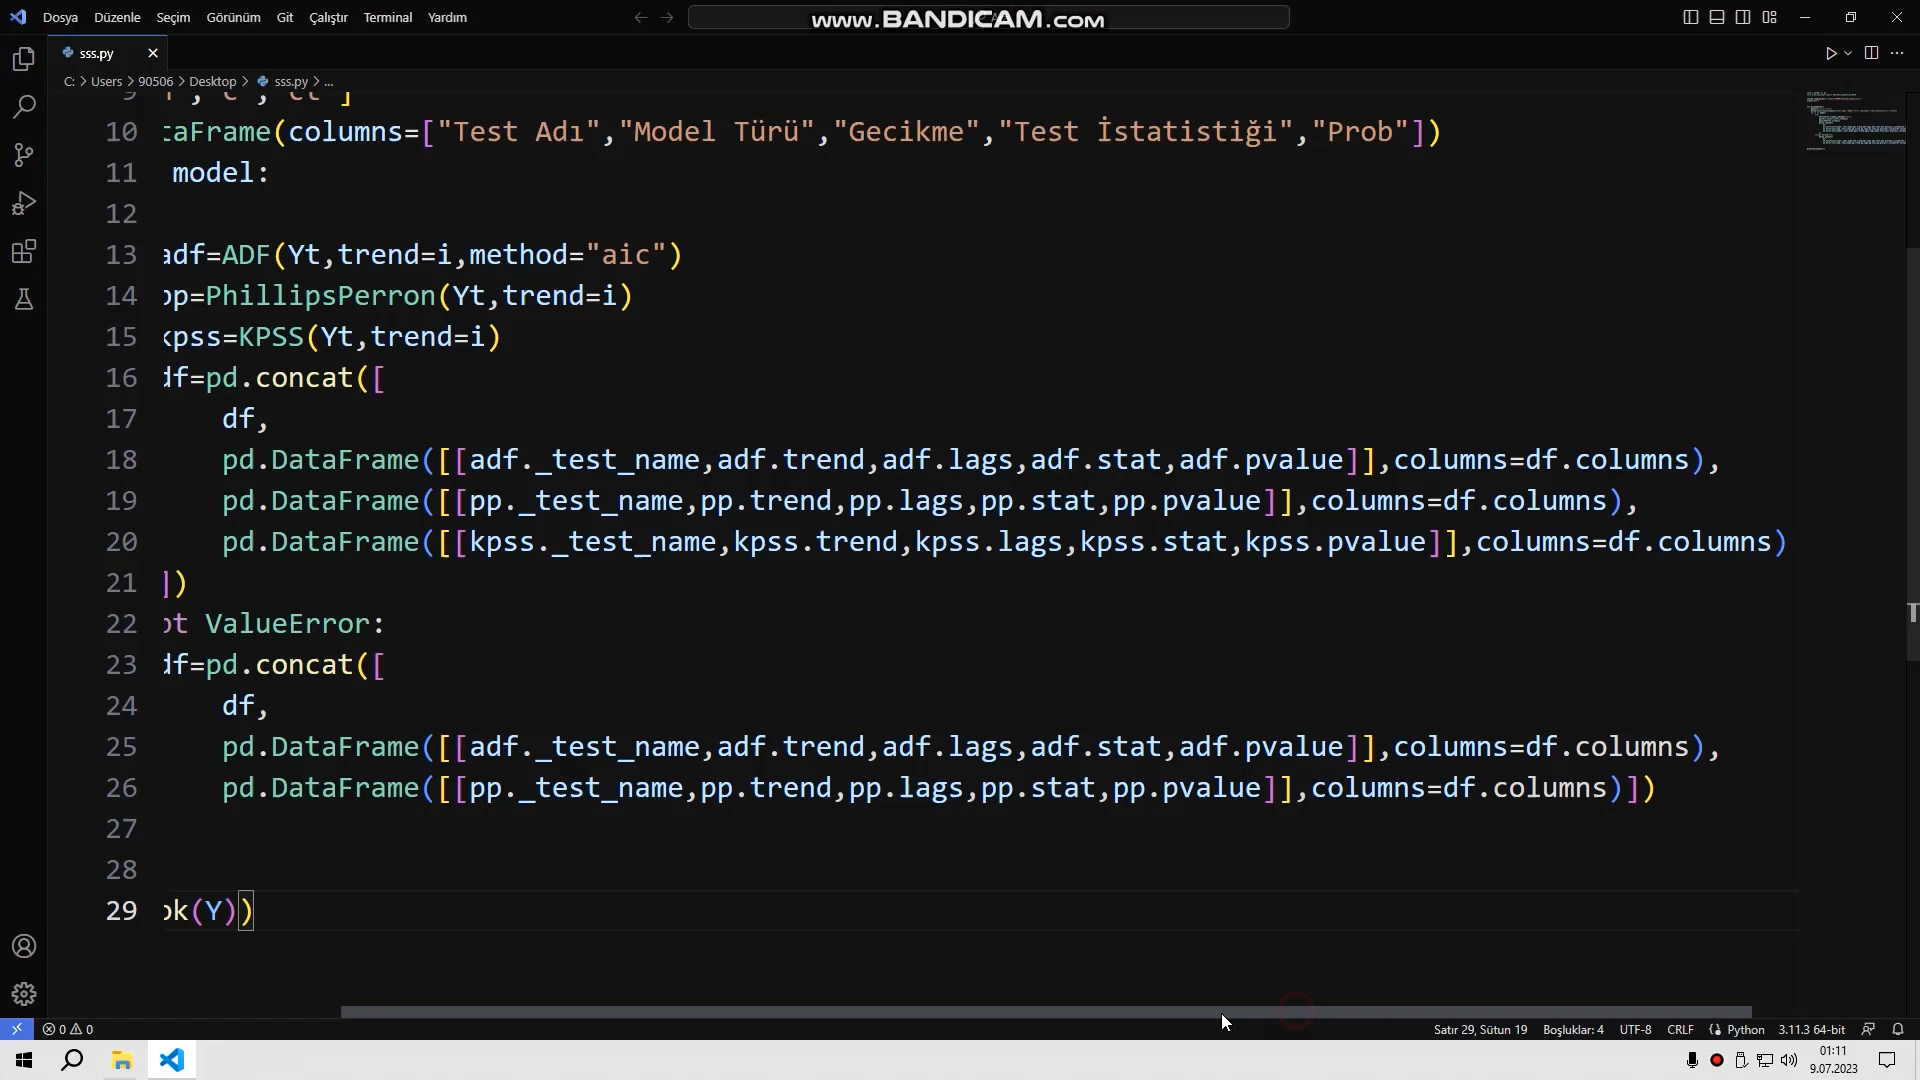 Dosya Düzenle Seçim Görünüm Git Çalıştır Terminal Yardım
www.BANDICAM.com
sss.py
C: > Users > 90506 > Desktop > sss.py > ...
10 taFrame(columns=["Test Adı","Model Türü","Gecikme","Test İstatistiği","Prob"])
11 model:
12
13 adf=ADF(Yt,trend=i,method="aic")
14 pp=PhillipsPerron(Yt,trend=i)
15 kpss=KPSS(Yt,trend=i)
16 df=pd.concat([
17 df,
18 pd.DataFrame([[adf._test_name,adf.trend,adf.lags,adf.stat,adf.pvalue]],columns=df.columns),
19 pd.DataFrame([[pp._test_name,pp.trend,pp.lags,pp.stat,pp.pvalue]],columns=df.columns),
20 pd.DataFrame([[kpss._test_name,kpss.trend,kpss.lags,kpss.stat,kpss.pvalue]],columns=df.columns)
21 ])
22 pt ValueError:
23 df=pd.concat([
24 df,
25 pd.DataFrame([[adf._test_name,adf.trend,adf.lags,adf.stat,adf.pvalue]],columns=df.columns),
26 pd.DataFrame([[pp._test_name,pp.trend,pp.lags,pp.stat,pp.pvalue]],columns=df.columns)])
27
28
29 ok(Y))
0 0
Satır 29, Sütun 19 Boşluklar: 4 UTF-8 CRLF Python 3.11.3 64-bit
01:11
9.07.2023